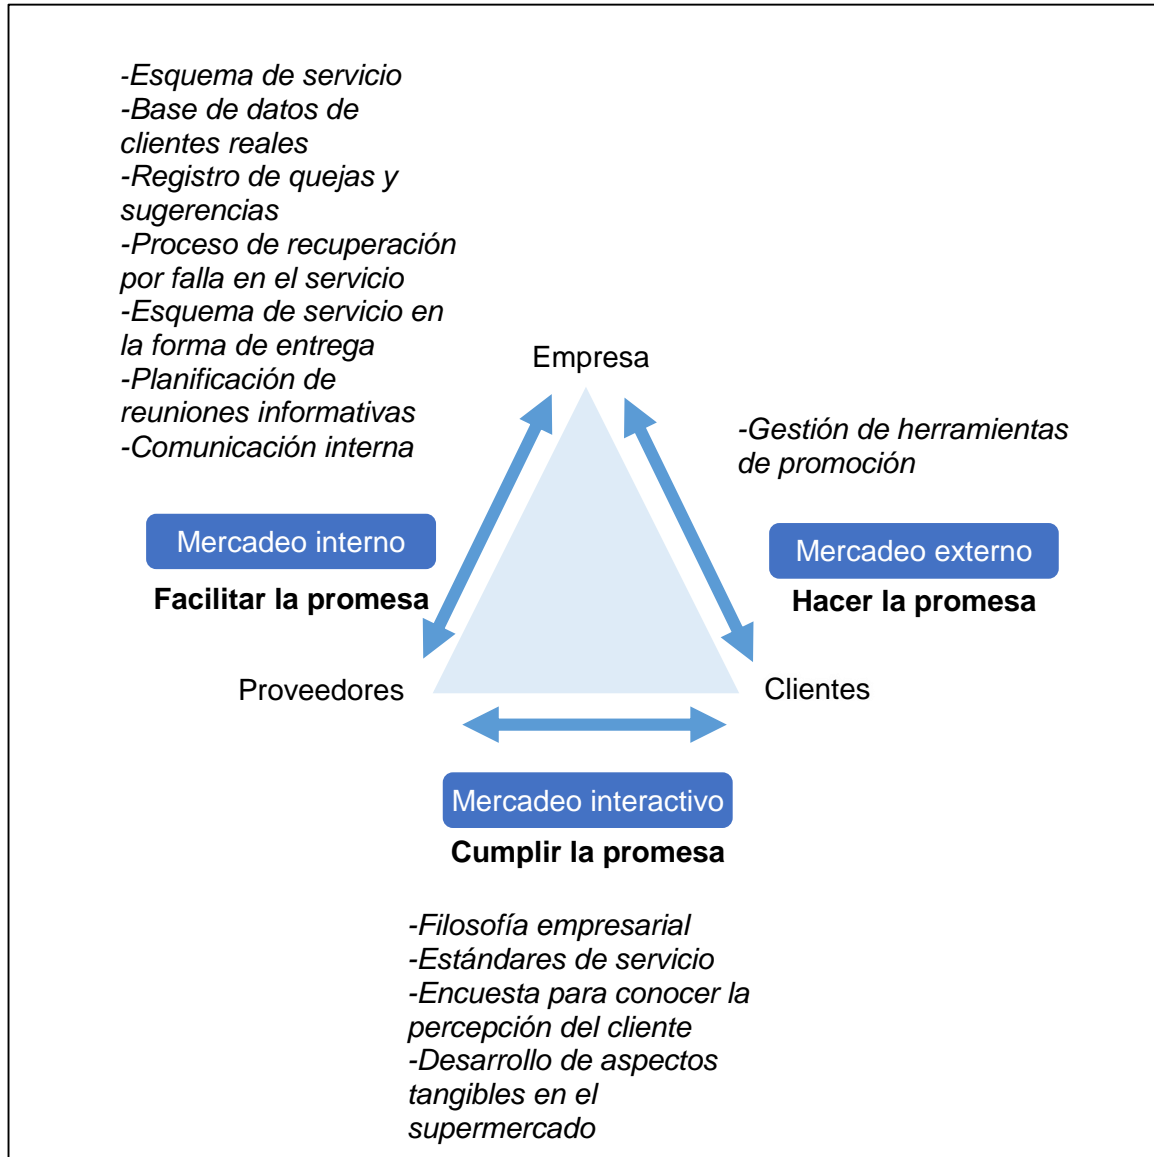 -Esquema de servicio
-Base de datos de
clientes reales
-Registro de quejas y
sugerencias
-Proceso de recuperación
por falla en el servicio
-Esquema de servicio en
la forma de entrega
-Planificación de
reuniones informativas
-Comunicación interna
Empresa
-Gestión de herramientas
de promoción
Mercadeo interno
Facilitar la promesa
Mercadeo externo
Hacer la promesa
Proveedores
Clientes
Mercadeo interactivo
Cumplir la promesa
-Filosofía empresarial
-Estándares de servicio
-Encuesta para conocer la
percepción del cliente
-Desarrollo de aspectos
tangibles en el
supermercado